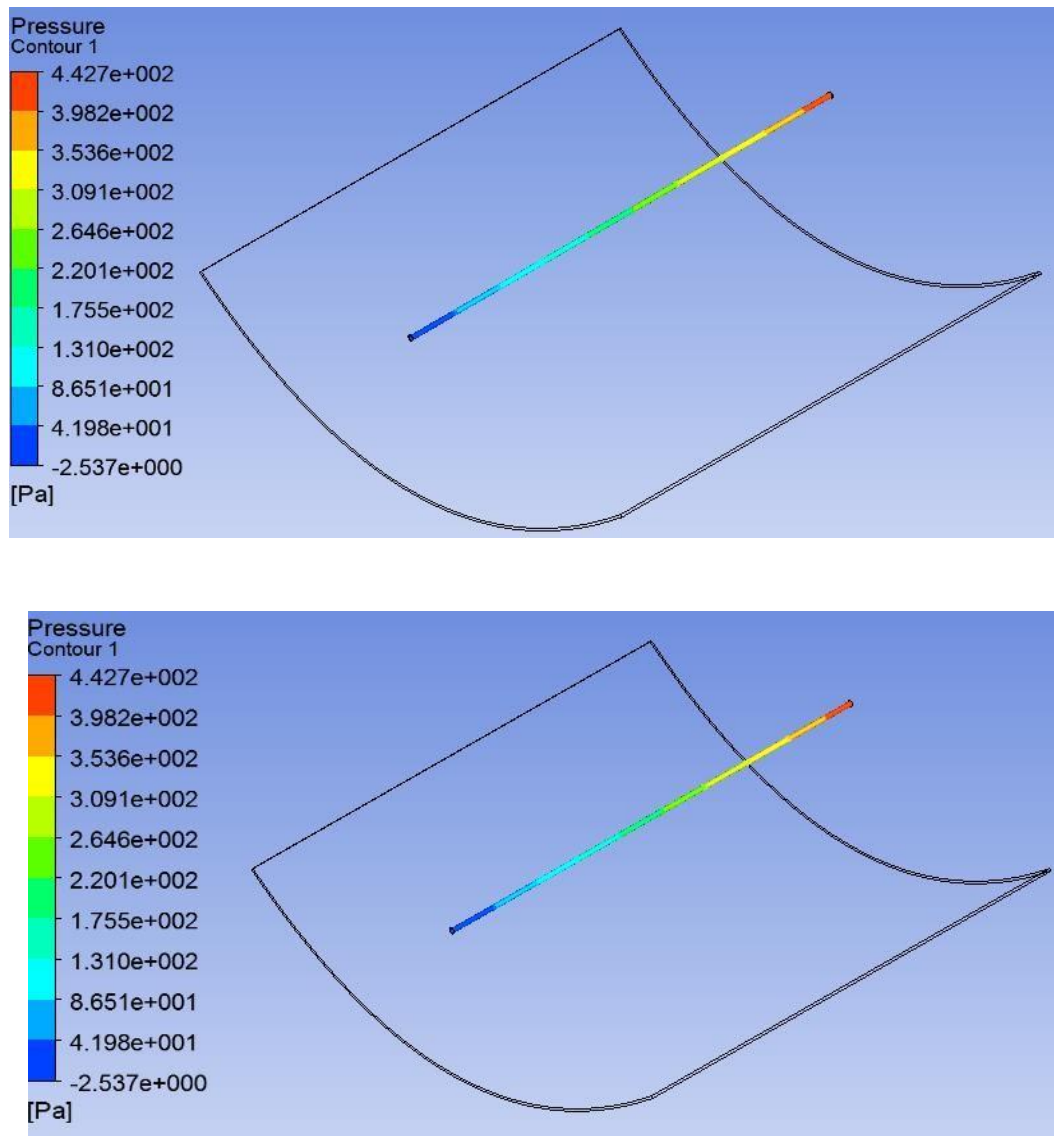 Pressure
Contour 1
4.427e+002
3.982e+002
3.536e+002
3.091e+002
2.646e+002
2.201e+002
1.755e+002
1.310e+002
8.651e+001
4.198e+001
-2.537e+000
[Pa]
Pressure
Contour 1
4.427e+002
3.982e+002
3.536e+002
3.091e+002
2.646e+002
2.201e+002
1.755e+002
1.310e+002
8.651e+001
4.198e+001
-2.537e+000
[Pa]